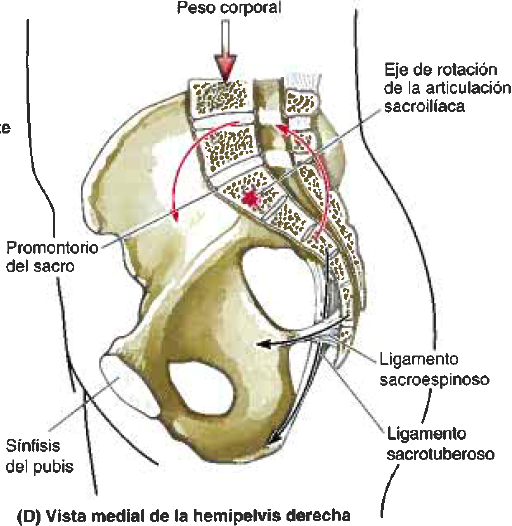 Peso corporal
Eje de rotación
de la articulación
sacroilíaca
te
Promontorio
del sacro
Ligamento
sacroespinoso
Ligamento
sacrotuberoso
Sínfisis
del pubis
(D) Vista medial de la hemipelvis derecha